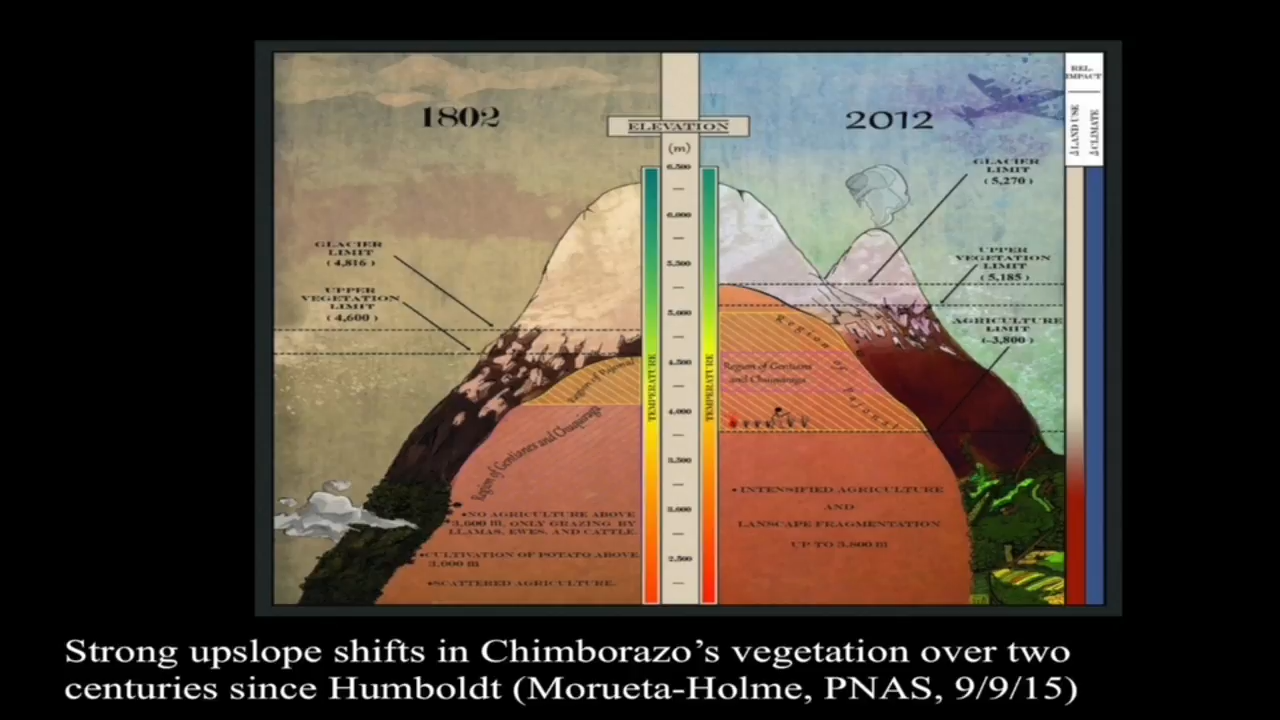 1802
2012
ELEVATION
(m)
6.500
6.000
5.500
5.000
4.500
4.000
3.500
3.000
2.500
TEMPERATURE
TEMPERATURE
REL.
IMPACT
Δ LAND USE
Δ CLIMATE
GLACIER
LIMIT
( 4,816 )
UPPER
VEGETATION
LIMIT
( 4,600 )
GLACIER
LIMIT
( 5,270 )
UPPER
VEGETATION
LIMIT
( 5,185 )
AGRICULTURE
LIMIT
(~3,800)
Region of Pajonal
Region of Gentianes and Chuquiraga
Region of Pajonal
Region of Gentians
and Chuquiraga
•NO AGRICULTURE ABOVE
3.600 m, ONLY GRAZING BY
LLAMAS, EWES, AND CATTLE.
•CULTIVATION OF POTATO ABOVE
3.000 m
•SCATTERED AGRICULTURE.
• INTENSIFIED AGRICULTURE
AND
LANSCAPE FRAGMENTATION
UP TO 3.800 m
Strong upslope shifts in Chimborazo's vegetation over two
centuries since Humboldt (Morueta-Holme, PNAS, 9/9/15)